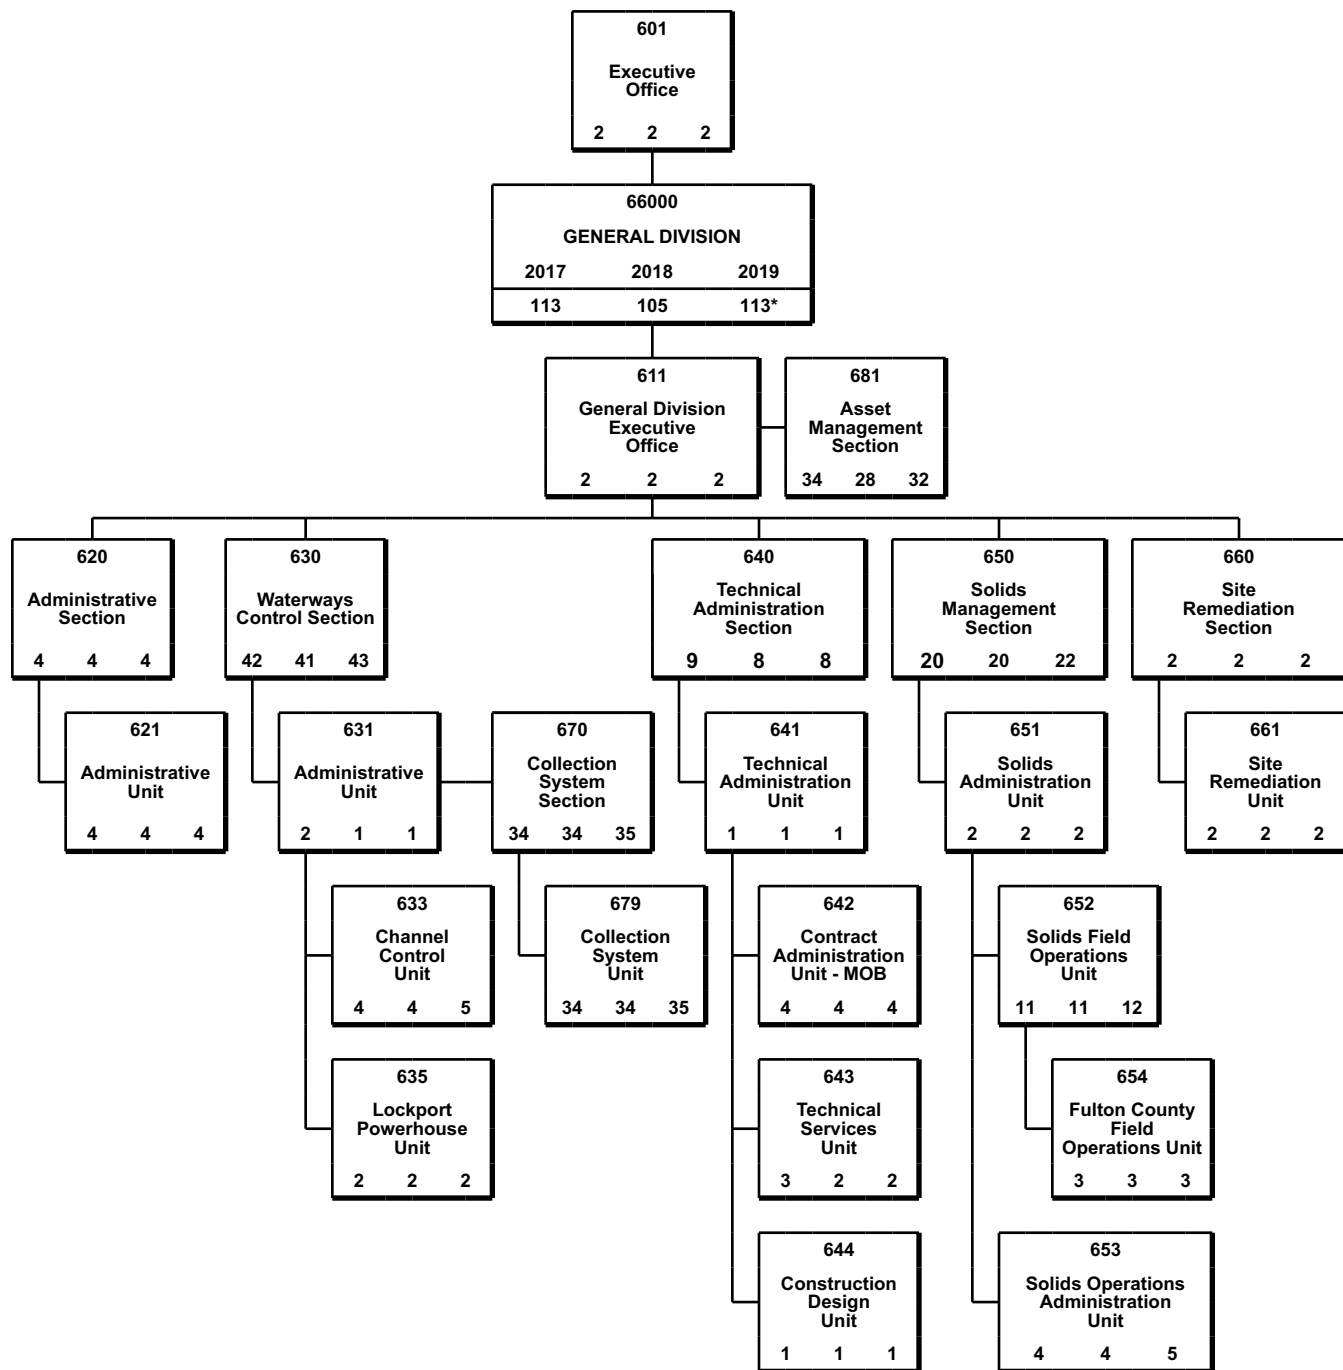 601
Executive
Office
2 2 2
66000
GENERAL DIVISION
2017 2018 2019
113 105 113*
611
General Division
Executive
Office
2 2 2
681
Asset
Management
Section
34 28 32
620
Administrative
Section
4 4 4
630
Waterways
Control Section
42 41 43
640
Technical
Administration
Section
9 8 8
650
Solids
Management
Section
20 20 22
660
Site
Remediation
Section
2 2 2
621
Administrative
Unit
4 4 4
631
Administrative
Unit
2 1 1
670
Collection
System
Section
34 34 35
641
Technical
Administration
Unit
1 1 1
651
Solids
Administration
Unit
2 2 2
661
Site
Remediation
Unit
2 2 2
633
Channel
Control
Unit
4 4 5
679
Collection
System
Unit
34 34 35
642
Contract
Administration
Unit - MOB
4 4 4
652
Solids Field
Operations
Unit
11 11 12
635
Lockport
Powerhouse
Unit
2 2 2
643
Technical
Services
Unit
3 2 2
654
Fulton County
Field
Operations Unit
3 3 3
644
Construction
Design
Unit
1 1 1
653
Solids Operations
Administration
Unit
4 4 5